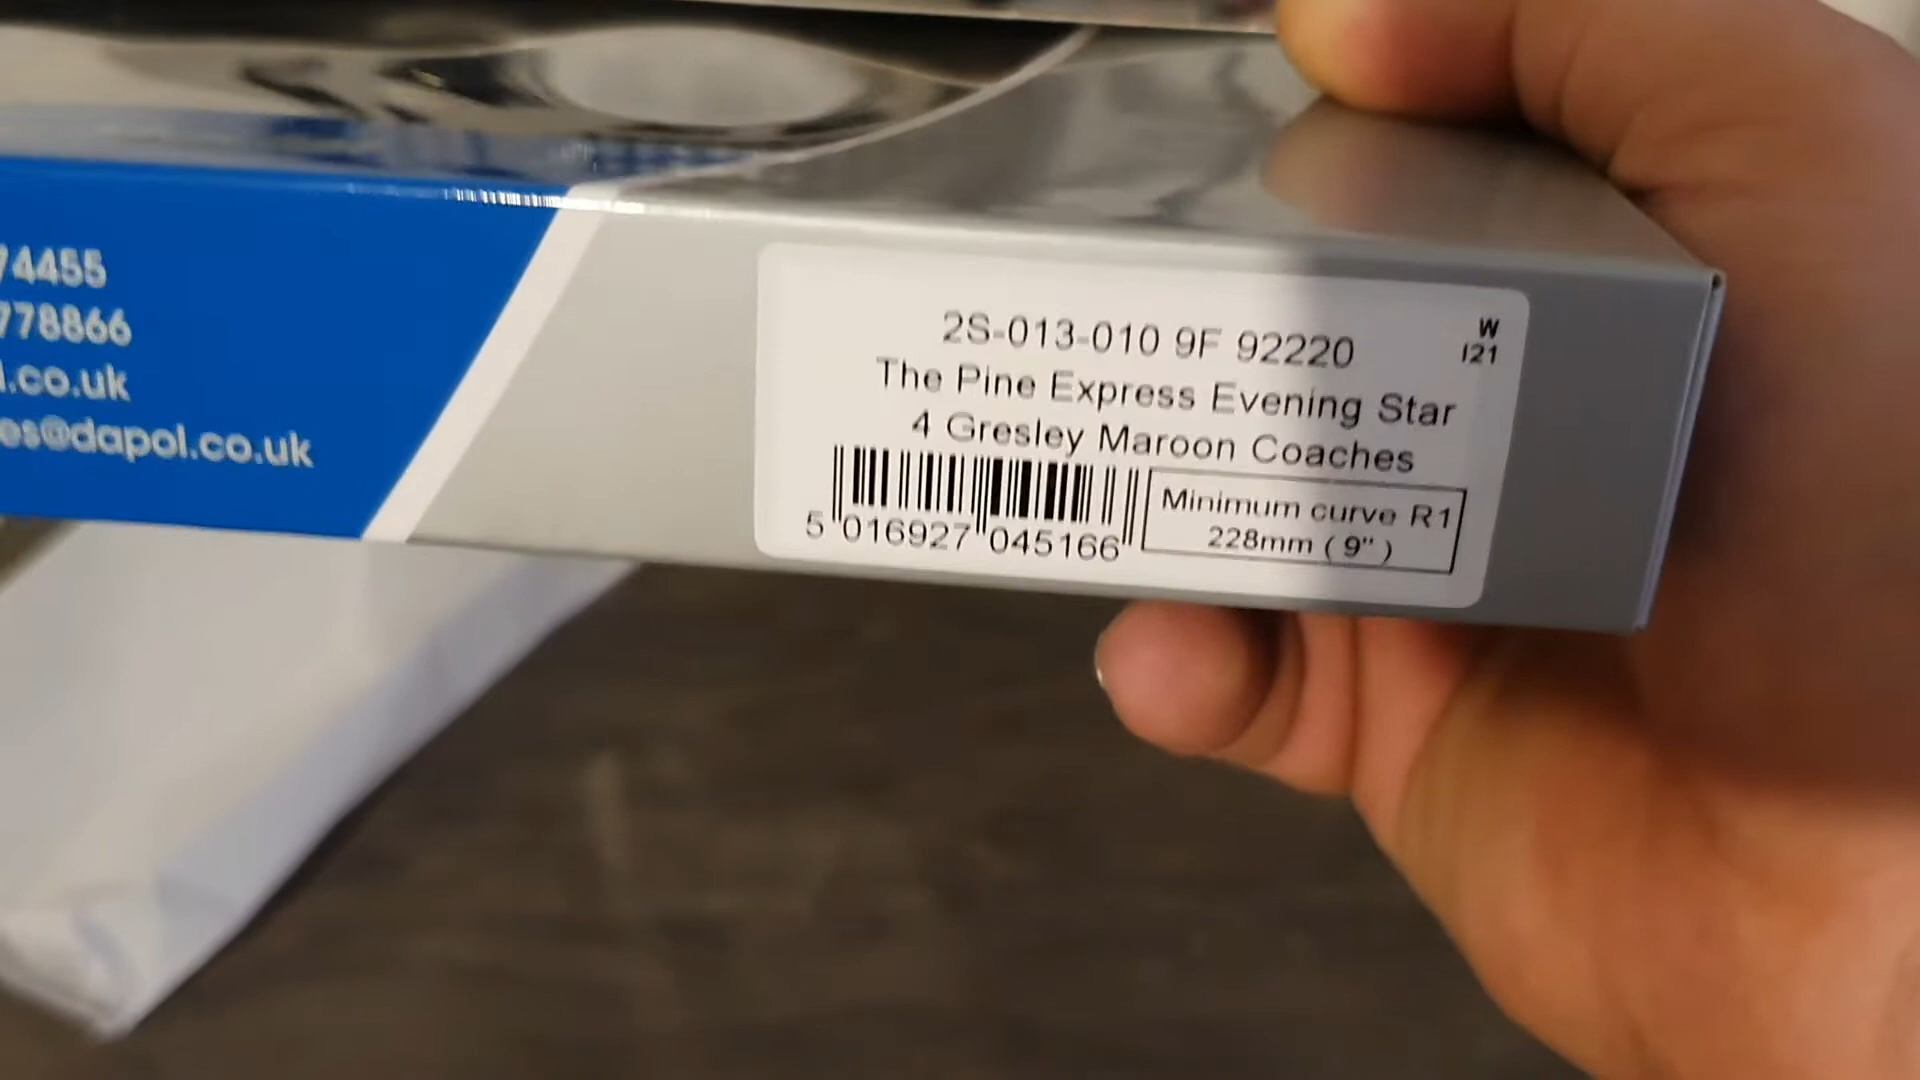 74455
778866
l.co.uk
es@dapol.co.uk
2S-013-010 9F 92220
W
I21
The Pine Express Evening Star
4 Gresley Maroon Coaches
5 016927 045166
Minimum curve R1
228mm ( 9" )